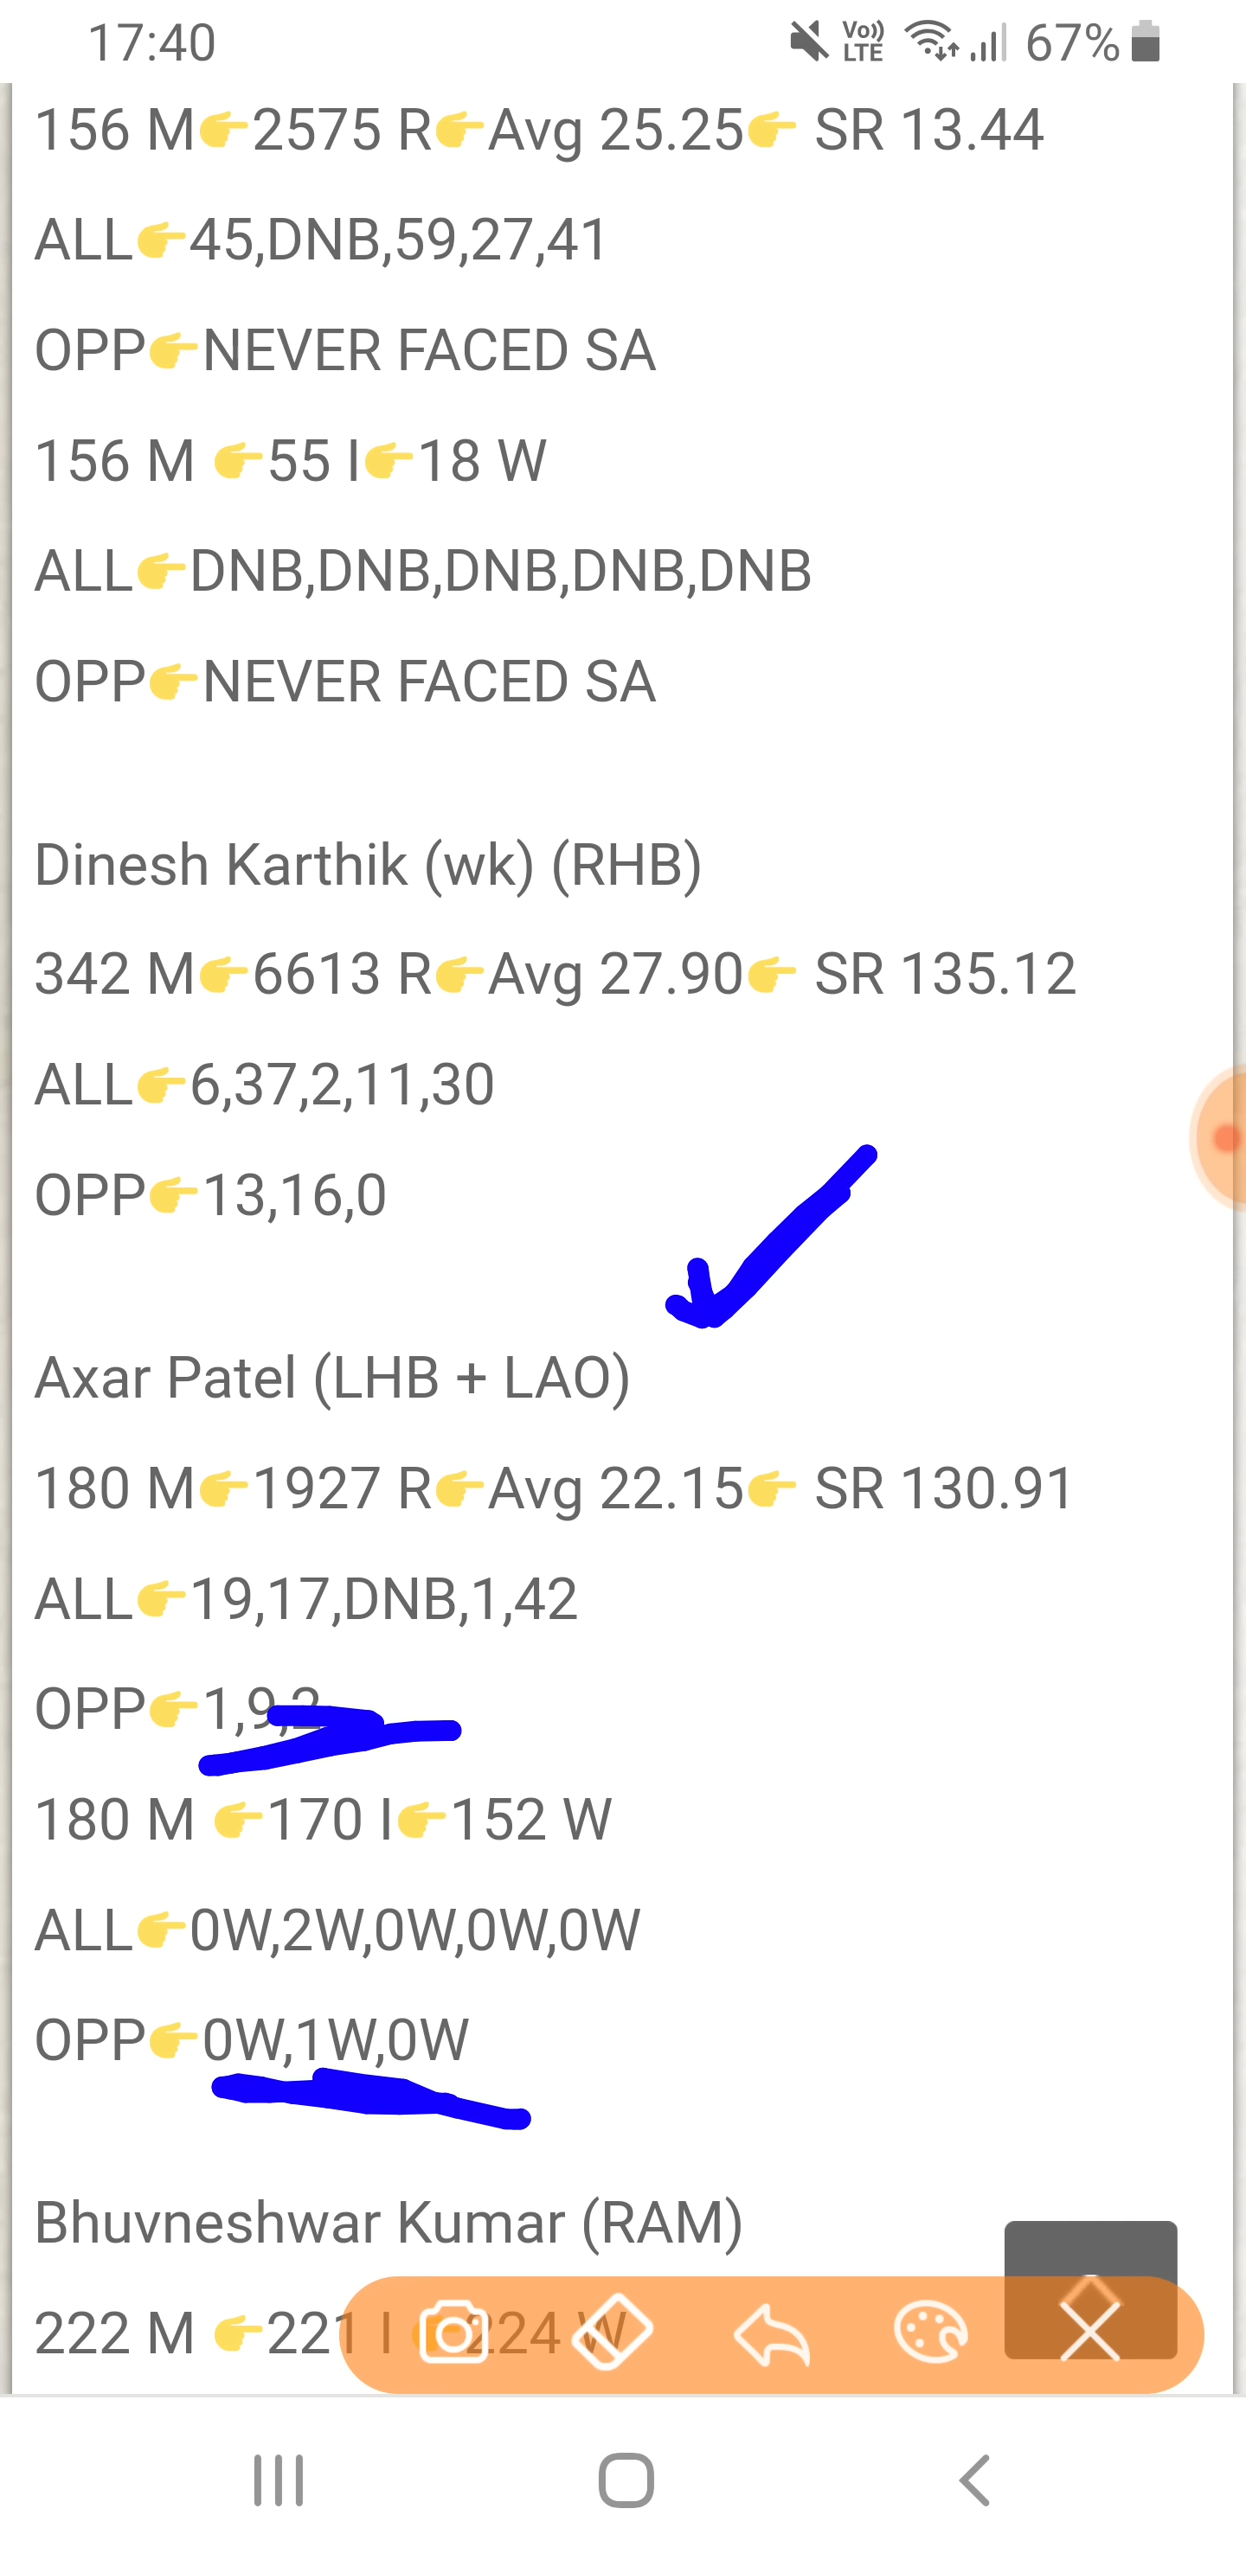 17:40 Vo)) LTE 67%
156 M👉2575 R👉Avg 25.25👉 SR 13.44
ALL👉45,DNB,59,27,41
OPP👉NEVER FACED SA
156 M 👉55 I👉18 W
ALL👉DNB,DNB,DNB,DNB,DNB
OPP👉NEVER FACED SA
Dinesh Karthik (wk) (RHB)
342 M👉6613 R👉Avg 27.90👉 SR 135.12
ALL👉6,37,2,11,30
OPP👉13,16,0
Axar Patel (LHB + LAO)
180 M👉1927 R👉Avg 22.15👉 SR 130.91
ALL👉19,17,DNB,1,42
OPP👉1,9,2
180 M 👉170 I👉152 W
ALL👉0W,2W,0W,0W,0W
OPP👉0W,1W,0W
Bhuvneshwar Kumar (RAM)
222 M 👉221 I 👉224 W